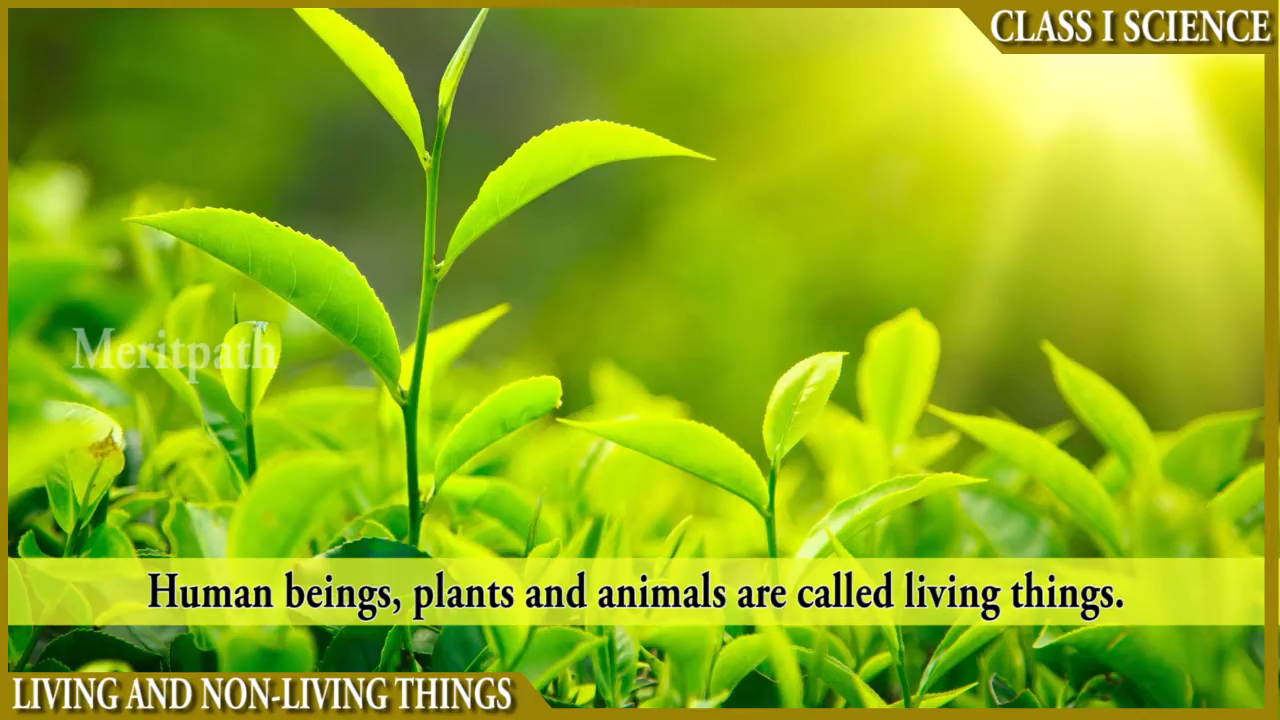 CLASS I SCIENCE
Meritpath
Human beings, plants and animals are called living things.
LIVING AND NON-LIVING THINGS